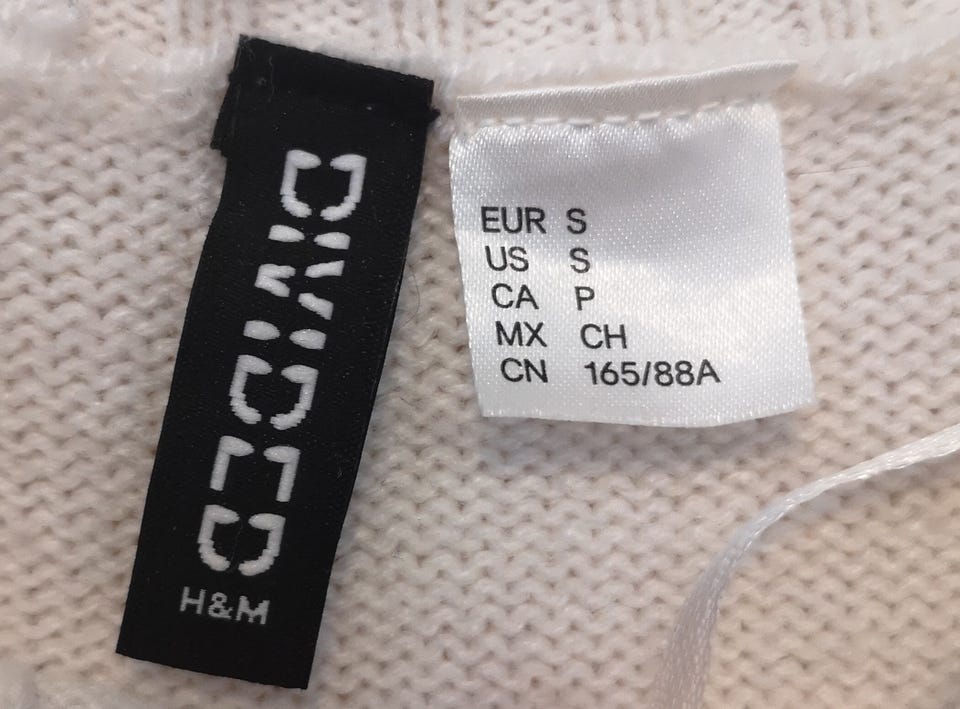 DIVIDED
H&M
EUR S
US S
CA P
MX CH
CN 165/88A